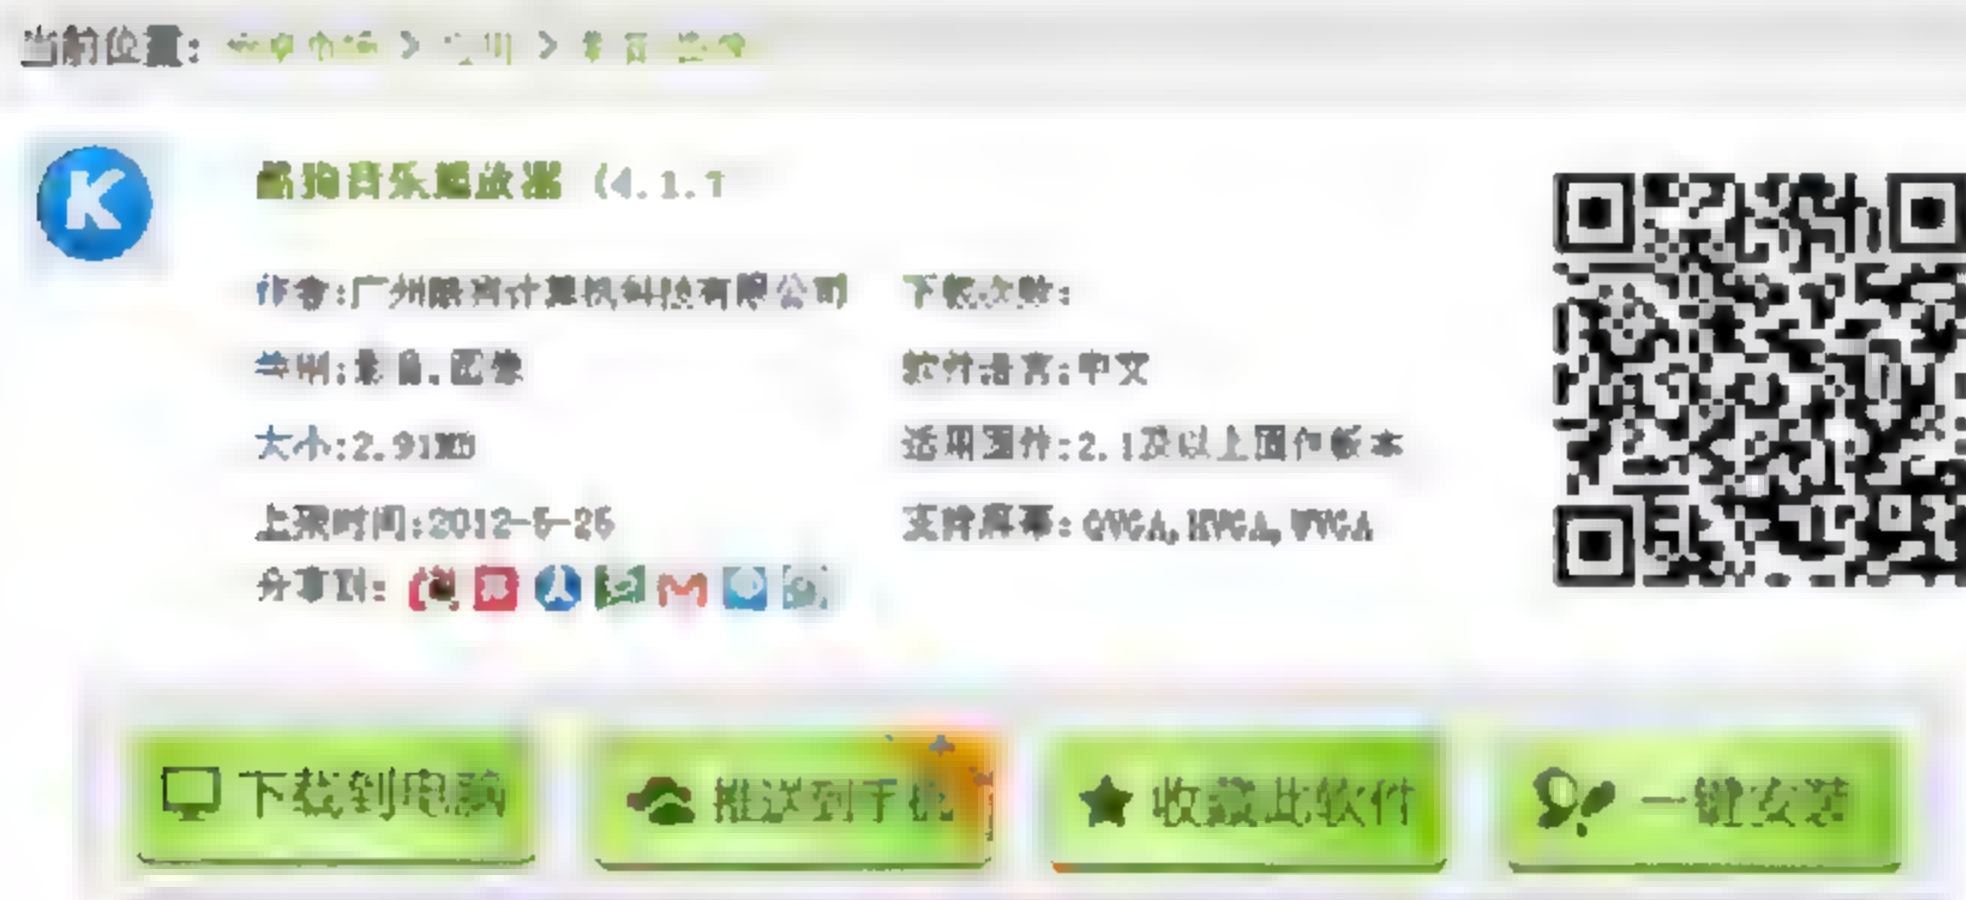 当前位置: > 应用 >
K
酷狗音乐播放器 (4.1.1
作者:广州酷狗计算机科技有限公司 下载次数:
类别:影音.图像 软件语言:中文
大小:2.91MB 适用固件:2.1及以上固件版本
上架时间:2012-5-25 支持屏幕: QVGA,HVGA,WVGA
分享到:
下载到电脑 推送到手机 收藏此软件 一键安装